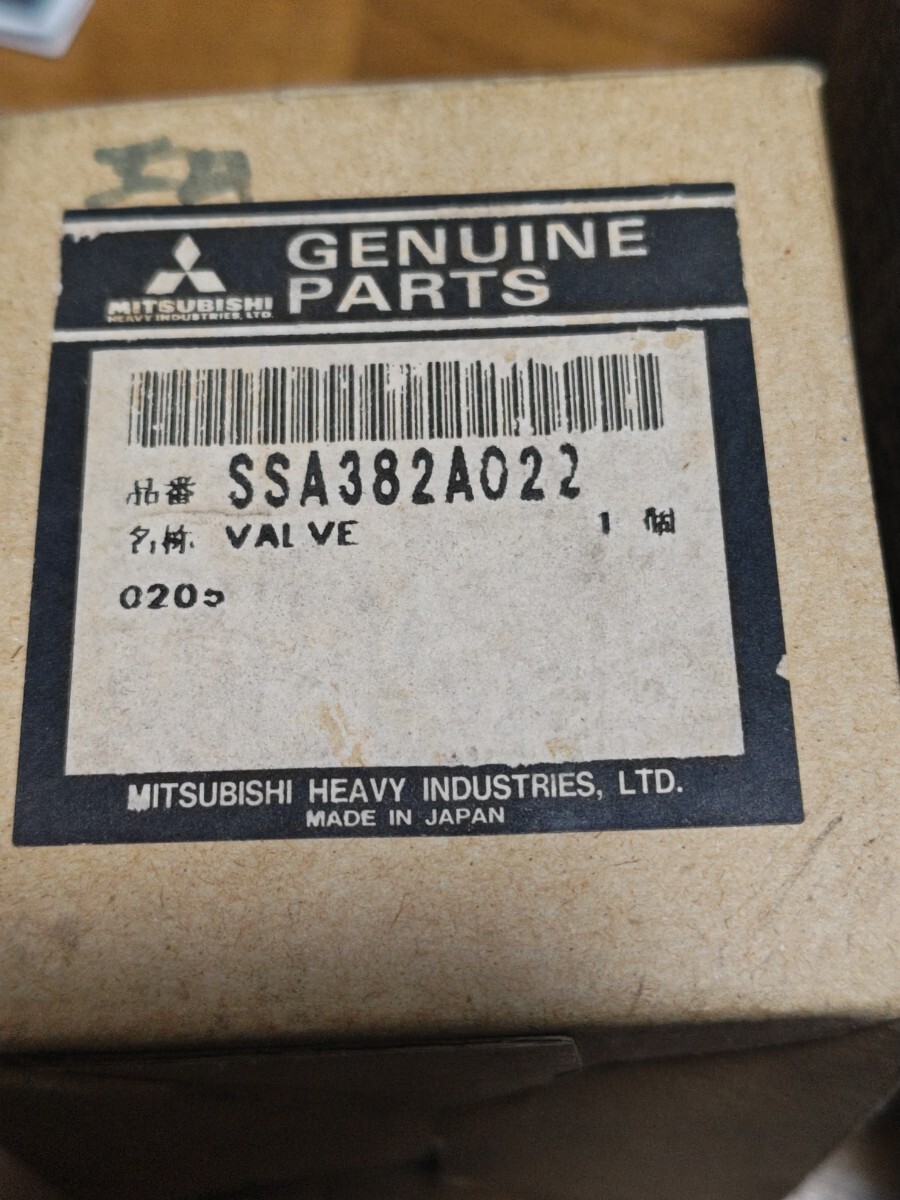 GENUINE
PARTS
MITSUBISHI
HEAVY INDUSTRIES, LTD.
品番 SSA382A022
名称 VALVE 1 個
0205
MITSUBISHI HEAVY INDUSTRIES, LTD.
MADE IN JAPAN